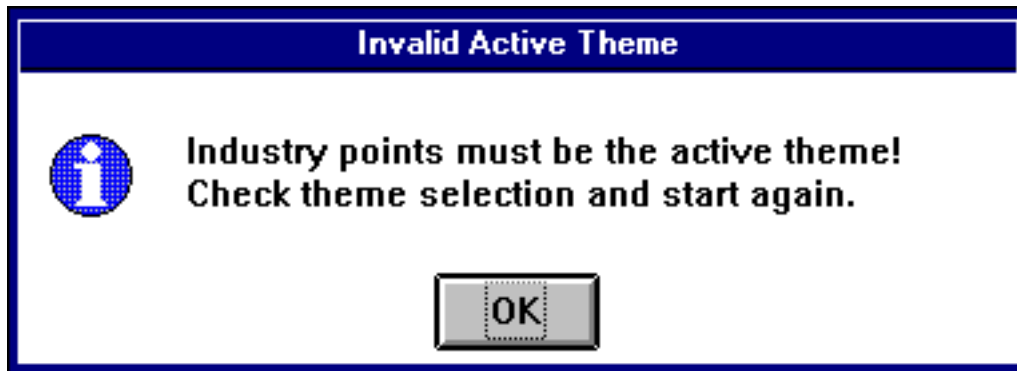 Invalid Active Theme
Industry points must be the active theme!
Check theme selection and start again.
OK